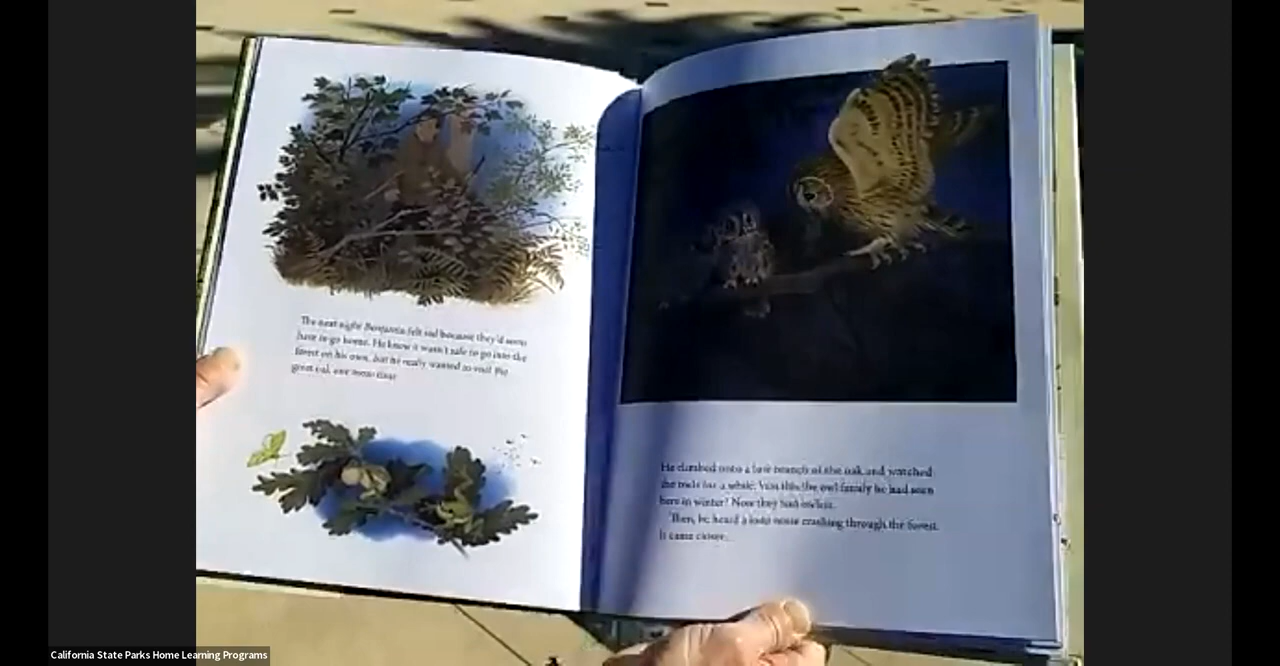 The next night Benjamin felt sad because they'd soon
have to go home. He knew it wasn't safe to go into the
forest on his own, but he really wanted to visit the
great oak one more time.
He climbed onto a low branch of the oak and watched
the owls for a while. Was this the owl family he had seen
here in winter? Now they had owlets.
Then, he heard a loud noise crashing through the forest.
It came closer.
California State Parks Home Learning Programs